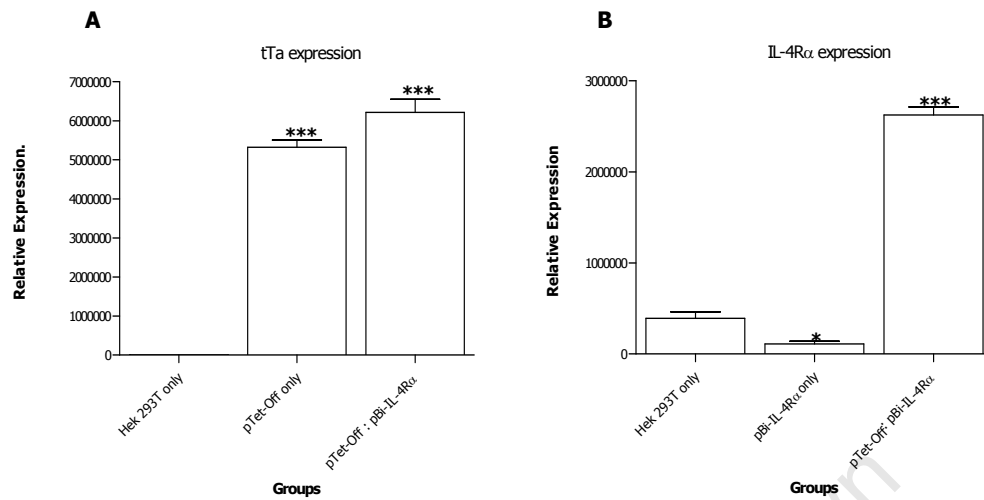 A
tTa expression
Relative Expression.
7000000
6000000
5000000
4000000
3000000
2000000
1000000
0
***
***
Hek 293T only
pTet-Off only
pTet-Off : pBi-IL-4Rα
Groups
B
IL-4Rα expression
Relative Expression
3000000
2000000
1000000
0
*
***
Hek 293T only
pBi-IL-4Rα only
pTet-Off: pBi-IL-4Rα
Groups